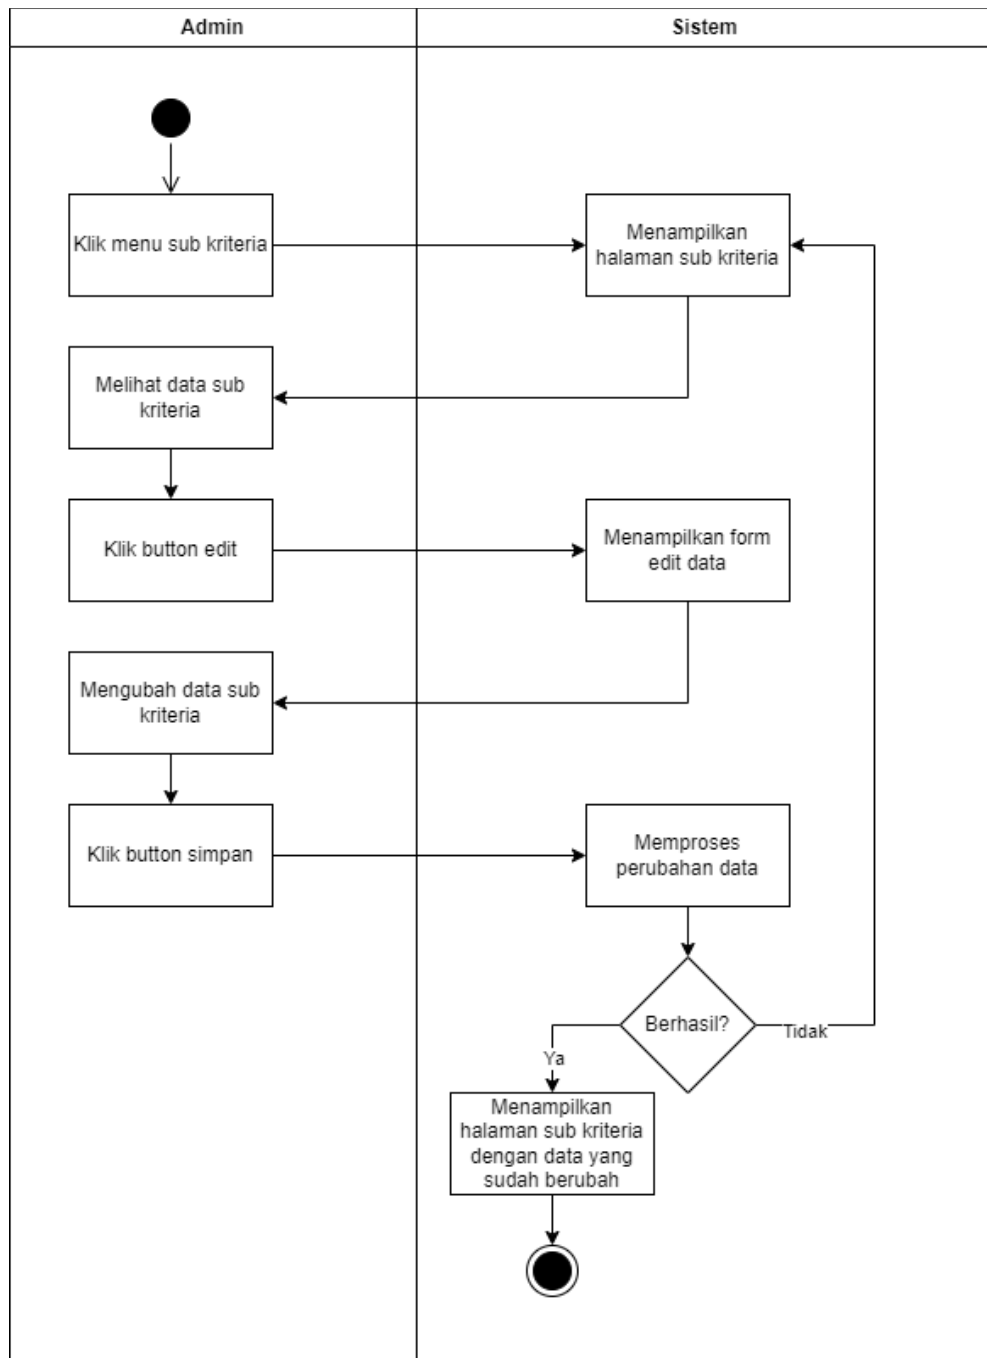 Admin
Sistem
Klik menu sub kriteria
Menampilkan
halaman sub kriteria
Melihat data sub
kriteria
Klik button edit
Menampilkan form
edit data
Mengubah data sub
kriteria
Klik button simpan
Memproses
perubahan data
Berhasil?
Tidak
Ya
Menampilkan
halaman sub kriteria
dengan data yang
sudah berubah